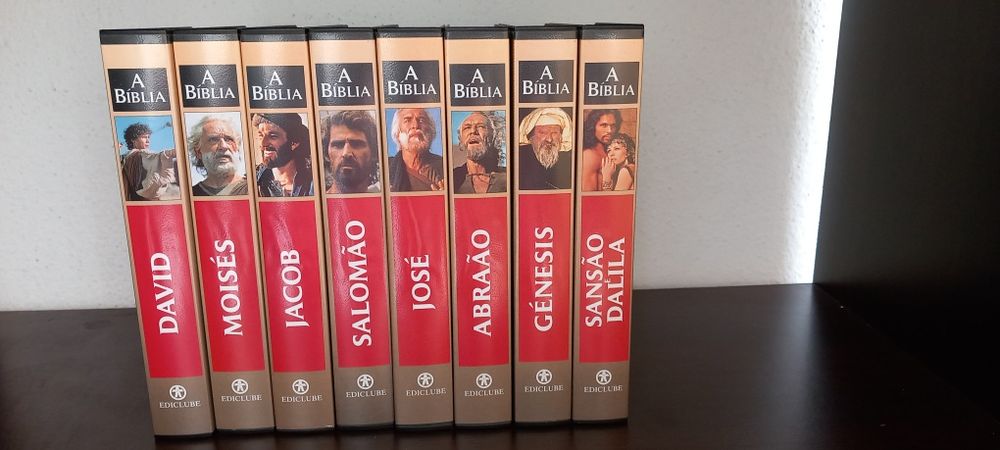 A
BÍBLIA
DAVID
EDICLUBE
A
BÍBLIA
MOISÉS
EDICLUBE
A
BÍBLIA
JACOB
EDICLUBE
A
BÍBLIA
SALOMÃO
EDICLUBE
A
BÍBLIA
JOSÉ
EDICLUBE
A
BÍBLIA
ABRAÃO
EDICLUBE
A
BÍBLIA
GÉNESIS
EDICLUBE
A
BÍBLIA
SANSÃO
E
DALILA
EDICLUBE